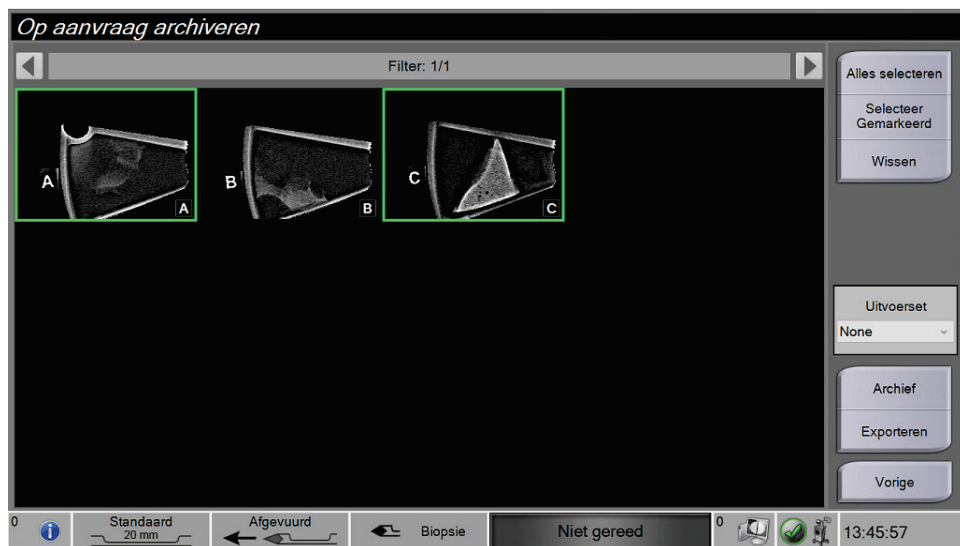 Op aanvraag archiveren
Filter: 1/1
Alles selecteren
Selecteer
Gemarkeerd
Wissen
A
A
B
B
C
C
Uitvoerset
None
Archief
Exporteren
Vorige
0
Standaard
20 mm
Afgevuurd
Biopsie
Niet gereed
0
13:45:57